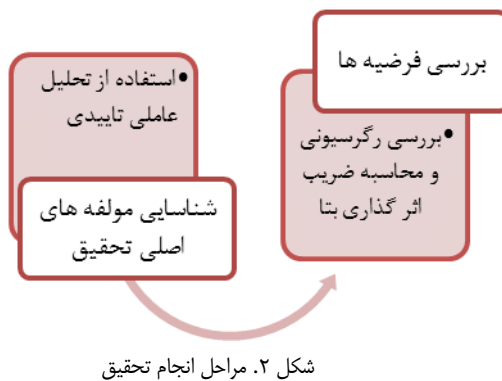 •استفاده از تحلیل
عاملی تاییدی
شناسایی مولفه های
اصلی تحقیق
بررسی فرضیه ها
•بررسی رگرسیونی
و محاسبه ضریب
اثر گذاری بتا
شکل ۲. مراحل انجام تحقیق